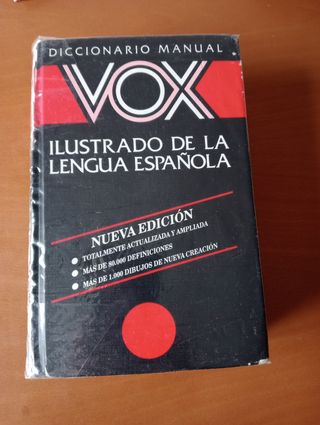 DICCIONARIO MANUAL
VOX
ILUSTRADO DE LA
LENGUA ESPAÑOLA
NUEVA EDICIÓN
● TOTALMENTE ACTUALIZADA Y AMPLIADA
● MÁS DE 80.000 DEFINICIONES
● MÁS DE 1.000 DIBUJOS DE NUEVA CREACIÓN